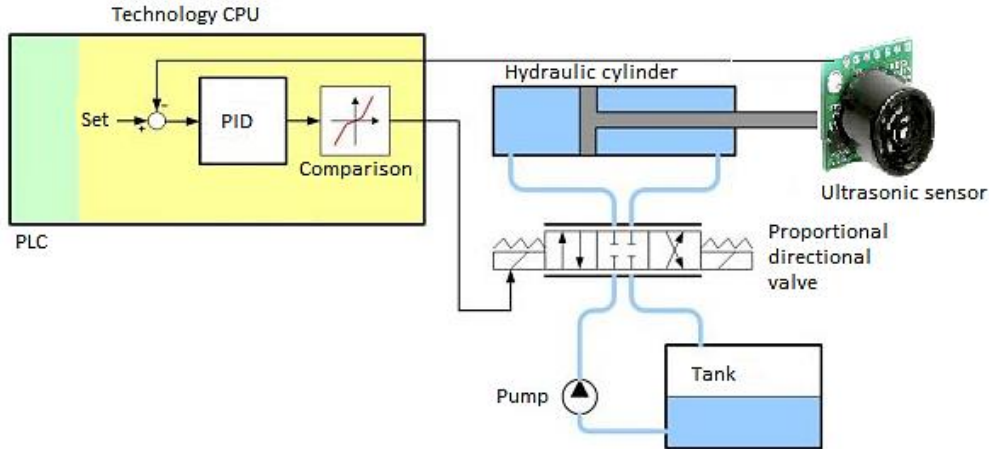 Technology CPU
Hydraulic cylinder
Set
PID
Comparison
Ultrasonic sensor
PLC
Proportional
directional
valve
Pump
Tank